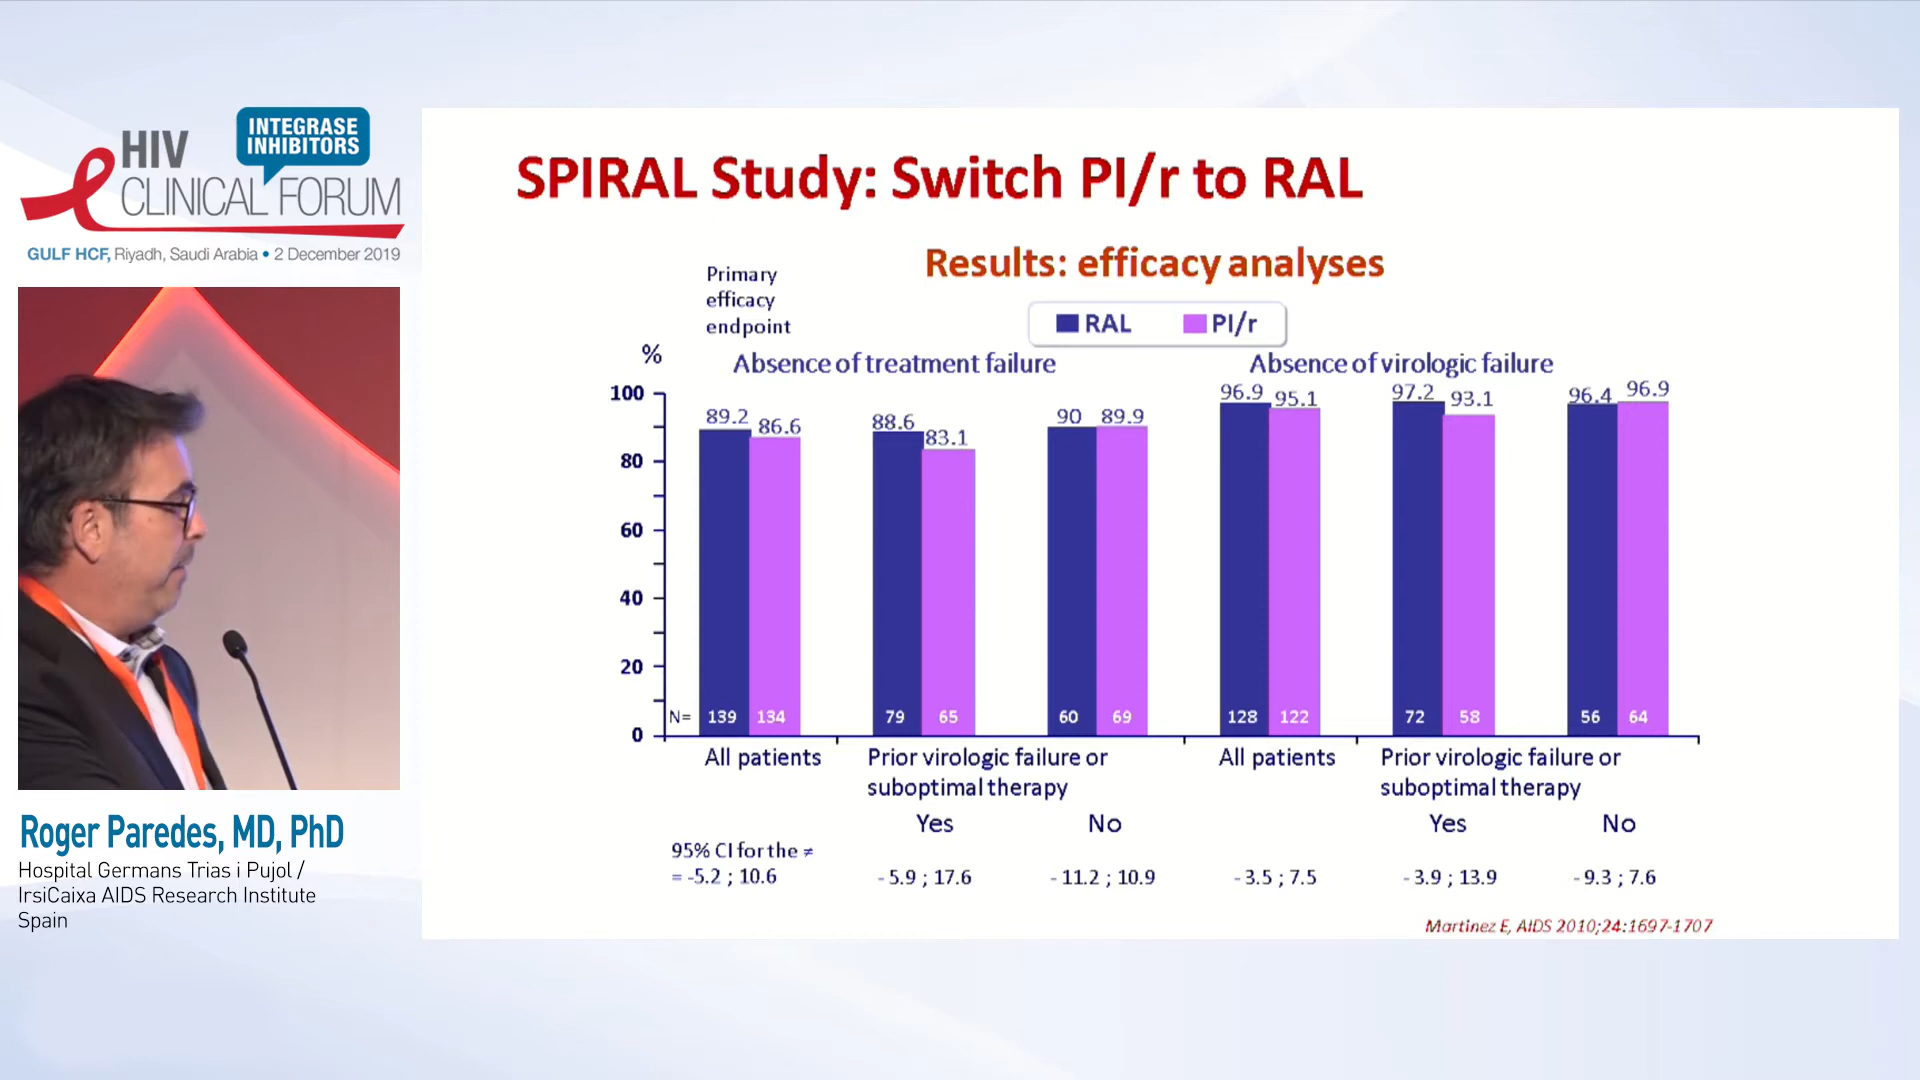 HIV
INTEGRASE
INHIBITORS
CLINICAL FORUM
GULF HCF, Riyadh, Saudi Arabia • 2 December 2019
Roger Paredes, MD, PhD
Hospital Germans Trias i Pujol /
IrsiCaixa AIDS Research Institute
Spain
SPIRAL Study: Switch PI/r to RAL
Results: efficacy analyses
Primary
efficacy
endpoint
RAL PI/r
%
Absence of treatment failure Absence of virologic failure
100
80
60
40
20
0
89.2 86.6 88.6 83.1 90 89.9 96.9 95.1 97.2 93.1 96.4 96.9
N= 139 134 79 65 60 69 128 122 72 58 56 64
All patients Prior virologic failure or All patients Prior virologic failure or
suboptimal therapy suboptimal therapy
Yes No Yes No
95% CI for the ≠
= -5.2 ; 10.6 - 5.9 ; 17.6 - 11.2 ; 10.9 - 3.5 ; 7.5 - 3.9 ; 13.9 - 9.3 ; 7.6
Martinez E, AIDS 2010;24:1697-1707